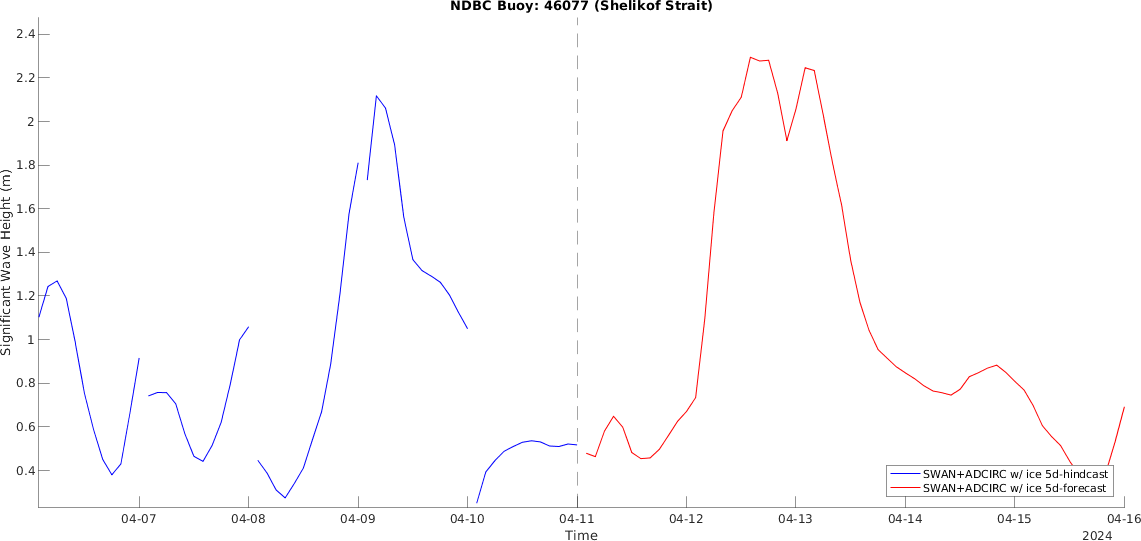 NDBC Buoy: 46077 (Shelikof Strait)
2.4
2.2
2
1.8
1.6
1.4
1.2
1
0.8
0.6
0.4
Significant Wave Height (m)
SWAN+ADCIRC w/ ice 5d-hindcast
SWAN+ADCIRC w/ ice 5d-forecast
04-07 04-08 04-09 04-10 04-11 04-12 04-13 04-14 04-15 04-16
Time
2024